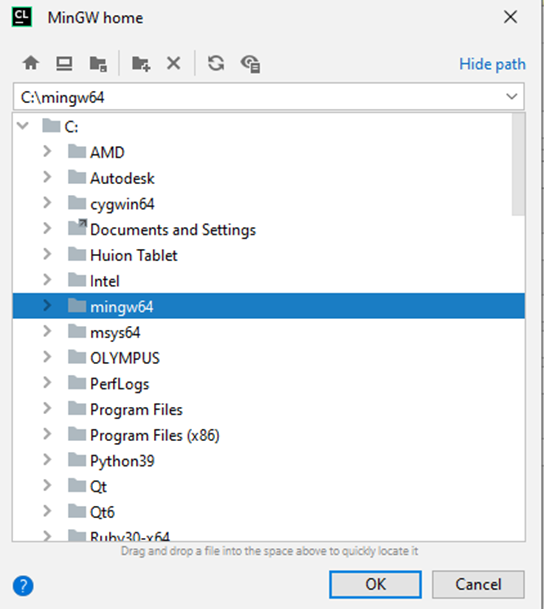 CL MinGW home
Hide path
C:\mingw64
C:
AMD
Autodesk
cygwin64
Documents and Settings
Huion Tablet
Intel
mingw64
msys64
OLYMPUS
PerfLogs
Program Files
Program Files (x86)
Python39
Qt
Qt6
Ruby30-x64
Drag and drop a file into the space above to quickly locate it
? OK Cancel